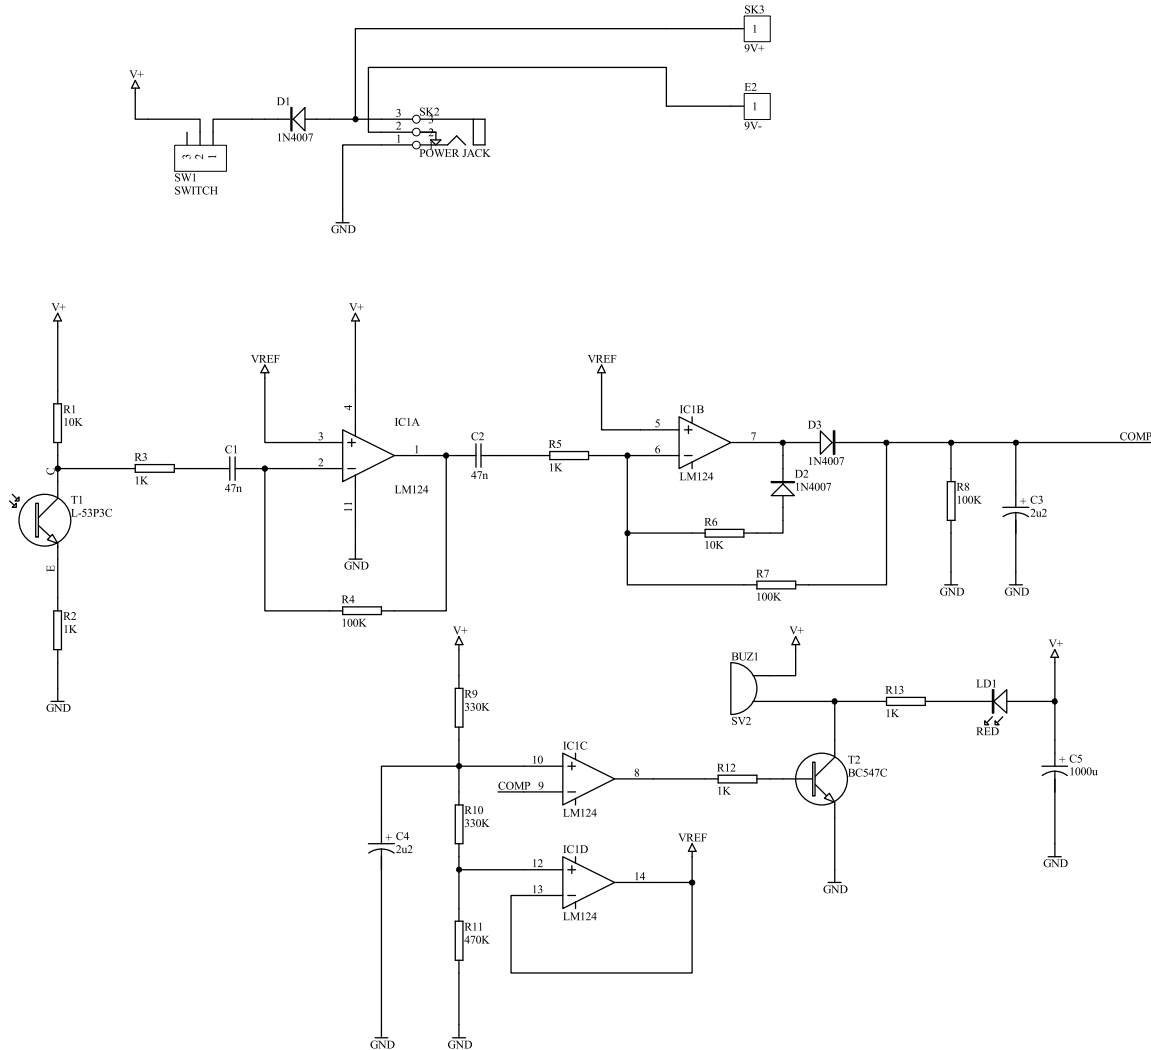 SK3
1
9V+
E2
1
9V-
V+
D1
1N4007
3
SK2
3
2
2
1
POWER JACK
3
2
1
SW1
SWITCH
GND
V+
R1
10K
C
T1
L-53P3C
E
R2
1K
GND
R3
1K
C1
47n
VREF
V+
4
IC1A
3
2
1
11
LM124
GND
R4
100K
C2
47n
R5
1K
VREF
IC1B
5
6
7
LM124
D3
1N4007
D2
1N4007
R6
10K
R7
100K
COMP
R8
100K
GND
+ C3
2u2
GND
V+
R9
330K
IC1C
10
COMP 9
8
LM124
R10
330K
+ C4
2u2
GND
IC1D
12
13
14
LM124
VREF
R11
470K
GND
R12
1K
T2
BC547C
GND
BUZ1
SV2
V+
R13
1K
LD1
RED
V+
+ C5
1000u
GND